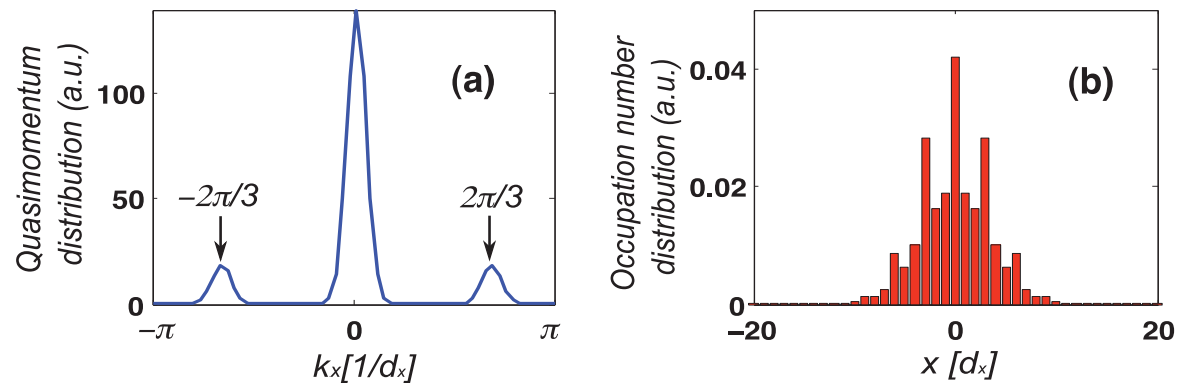 Quasimomentum
distribution (a.u.)
100
50
0
(a)
−2π/3
2π/3
−π
0
π
kx[1/dx]
Occupation number
distribution (a.u.)
0.04
0.02
0
(b)
−20
0
20
x [dx]